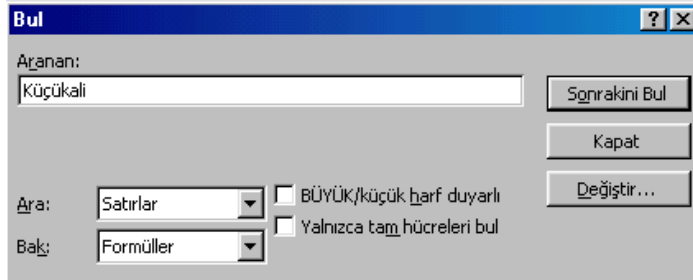 Bul
Aranan:
Küçükali
Sonrakini Bul
Kapat
Değiştir...
Ara: Satırlar
BÜYÜK/küçük harf duyarlı
Bak: Formüller
Yalnızca tam hücreleri bul